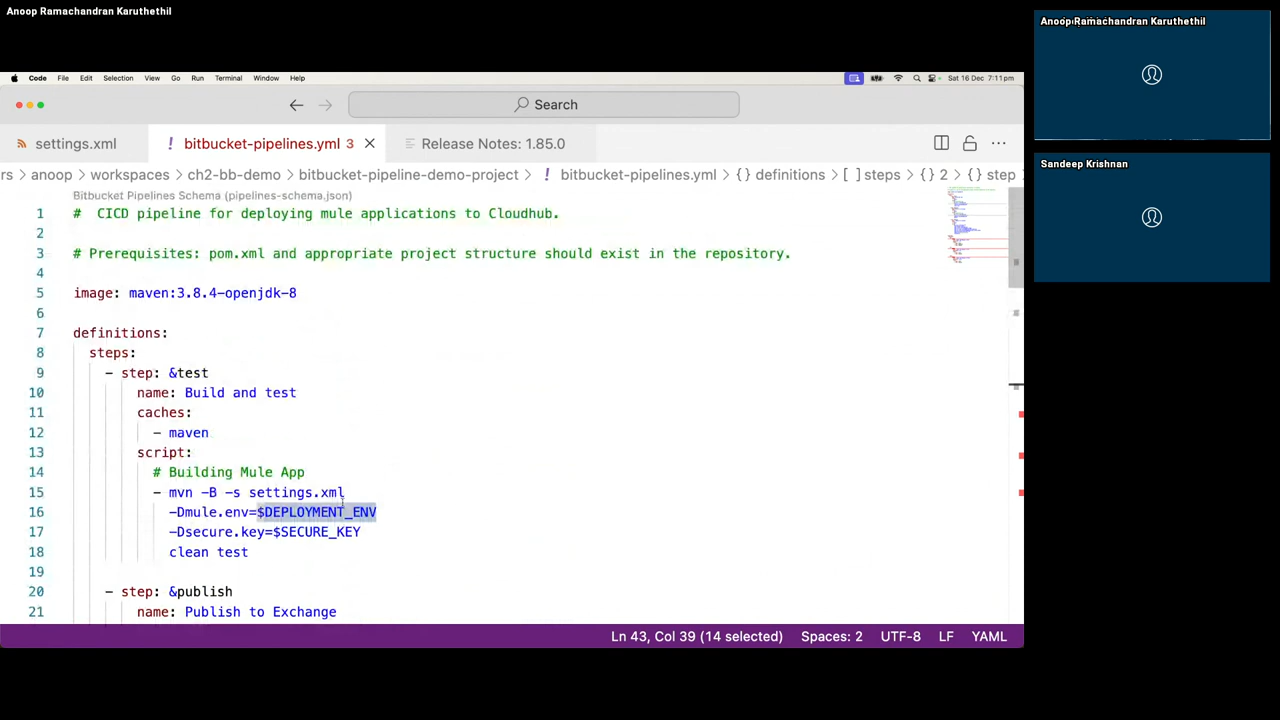 Anoop Ramachandran Karuthethil
Anoop Ramachandran Karuthethil
Sandeep Krishnan
Code File Edit Selection View Go Run Terminal Window Help
Sat 16 Dec 7:11pm
Search
settings.xml
bitbucket-pipelines.yml 3
Release Notes: 1.85.0
rs > anoop > workspaces > ch2-bb-demo > bitbucket-pipeline-demo-project > ! bitbucket-pipelines.yml > {} definitions > [ ] steps > {} 2 > {} step >
Bitbucket Pipelines Schema (pipelines-schema.json)
1 #  CICD pipeline for deploying mule applications to Cloudhub.
2
3 # Prerequisites: pom.xml and appropriate project structure should exist in the repository.
4
5 image: maven:3.8.4-openjdk-8
6
7 definitions:
8   steps:
9     - step: &test
10         name: Build and test
11         caches:
12           - maven
13         script:
14           # Building Mule App
15           - mvn -B -s settings.xml
16             -Dmule.env=$DEPLOYMENT_ENV
17             -Dsecure.key=$SECURE_KEY
18             clean test
19
20     - step: &publish
21         name: Publish to Exchange
Ln 43, Col 39 (14 selected) Spaces: 2 UTF-8 LF YAML